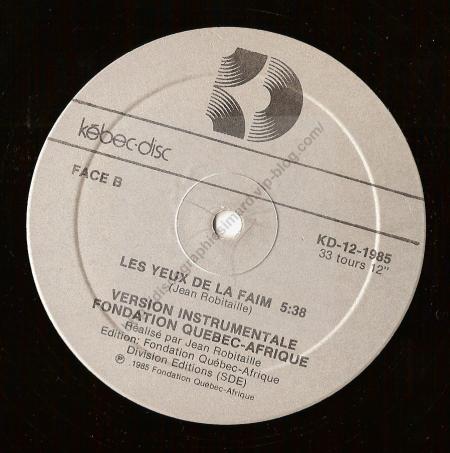 kébec-disc
FACE B
KD-12-1985
33 tours 12"
LES YEUX DE LA FAIM 5:38
(Jean Robitaille)
VERSION INSTRUMENTALE
FONDATION QUEBEC-AFRIQUE
Réalisé par Jean Robitaille
Edition: Fondation Québec-Afrique
Division Editions (SDE)
℗ 1985 Fondation Québec-Afrique